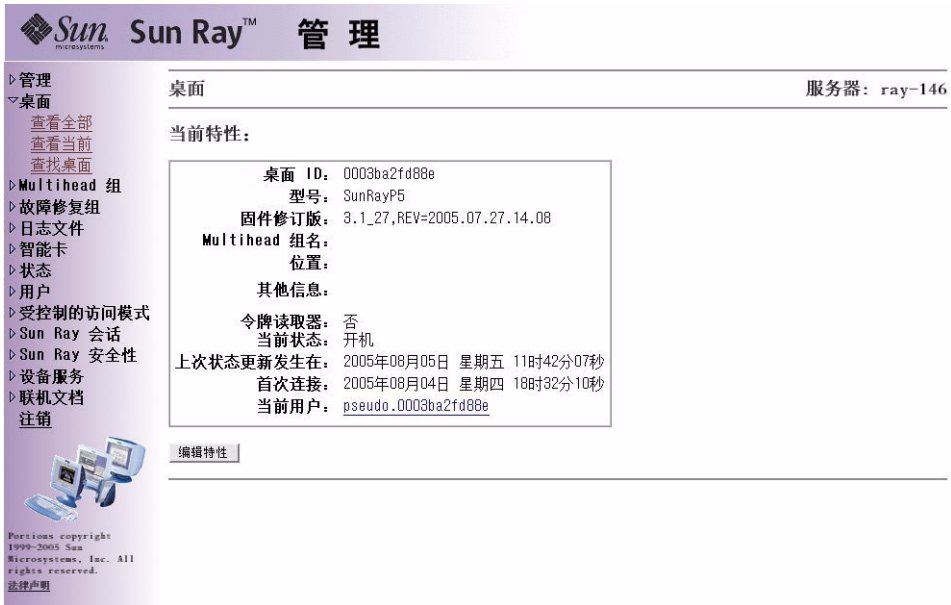 Sun microsystems Sun Ray™ 管 理
管理
桌面
查看全部
查看当前
查找桌面
Multihead 组
故障修复组
日志文件
智能卡
状态
用户
受控制的访问模式
Sun Ray 会话
Sun Ray 安全性
设备服务
联机文档
注销
Portions copyright
1999-2005 Sun
Microsystems, Inc. All
rights reserved.
法律声明
桌面 服务器: ray-146
当前特性:
桌面 ID: 0003ba2fd88e
型号: SunRayP5
固件修订版: 3.1_27,REV=2005.07.27.14.08
Multihead 组名:
位置:
其他信息:
令牌读取器: 否
当前状态: 开机
上次状态更新发生在: 2005年08月05日 星期五 11时42分07秒
首次连接: 2005年08月04日 星期四 18时32分10秒
当前用户: pseudo.0003ba2fd88e
编辑特性